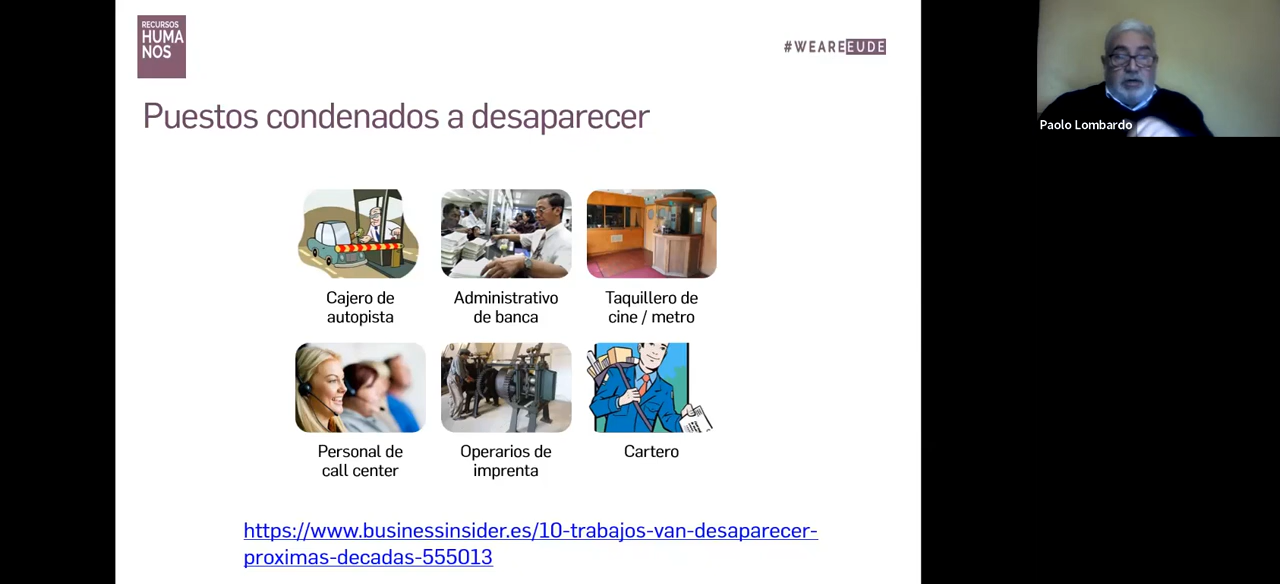 RECURSOS
HUMA
NOS
#WEAREEUDE
Paolo Lombardo
Puestos condenados a desaparecer
Cajero de
autopista
Administrativo
de banca
Taquillero de
cine / metro
Personal de
call center
Operarios de
imprenta
Cartero
https://www.businessinsider.es/10-trabajos-van-desaparecer-
proximas-decadas-555013